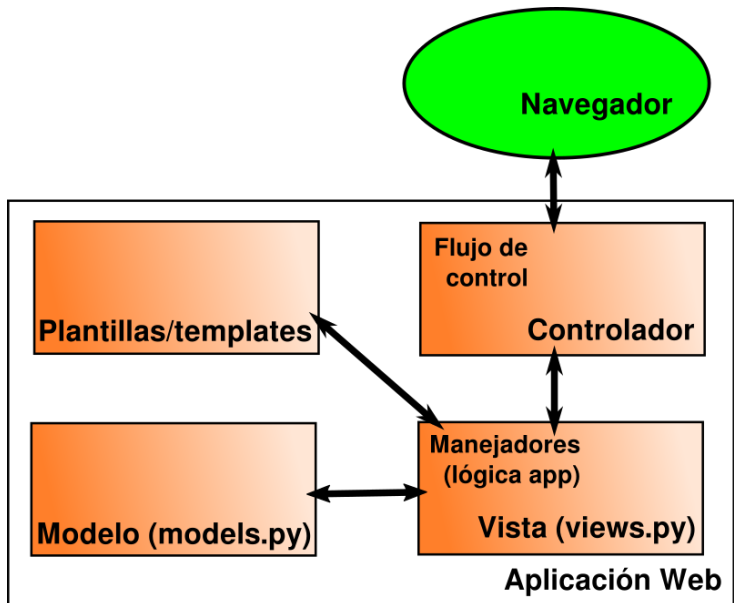 Navegador
Flujo de
control
Controlador
Plantillas/templates
Manejadores
(lógica app)
Vista (views.py)
Modelo (models.py)
Aplicación Web